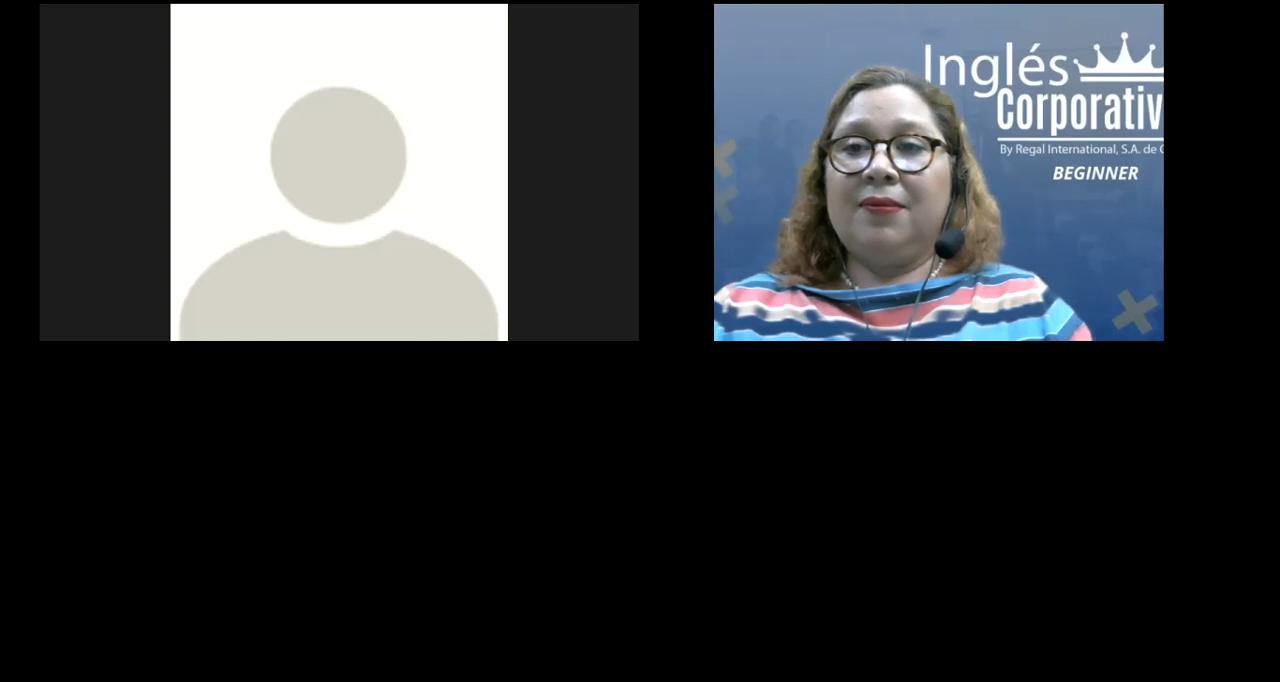 Inglés
Corporativ
By Regal International, S.A. de C
BEGINNER